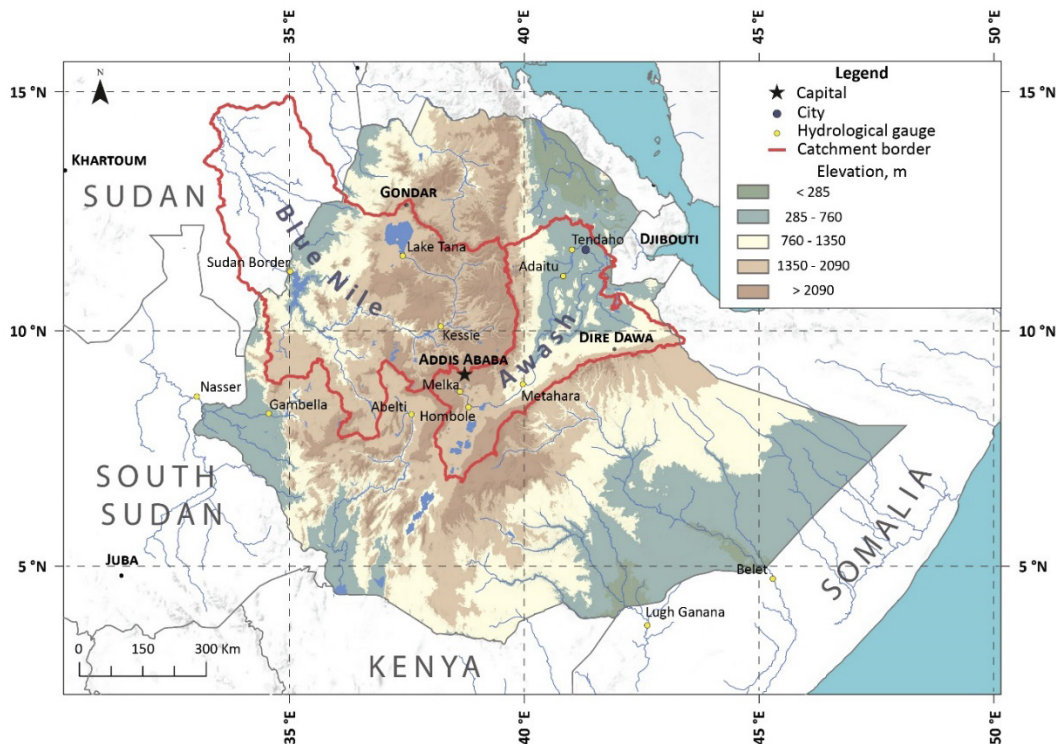 35 °E
40 °E
45 °E
50 °E
15 °N
15 °N
10 °N
10 °N
5 °N
5 °N
35 °E
40 °E
45 °E
50 °E
N
Legend
Capital
City
Hydrological gauge
Catchment border
Elevation, m
< 285
285 - 760
760 - 1350
1350 - 2090
> 2090
KHARTOUM
SUDAN
GONDAR
Blue Nile
Lake Tana
Sudan Border
Tendaho
DJIBOUTI
Adaitu
Kessie
Awash
DIRE DAWA
ADDIS ABABA
Melka
Metahara
Nasser
Gambella
Abelti
Hombole
SOUTH
SUDAN
JUBA
SOMALIA
Belet
Lugh Ganana
KENYA
0 150 300 Km